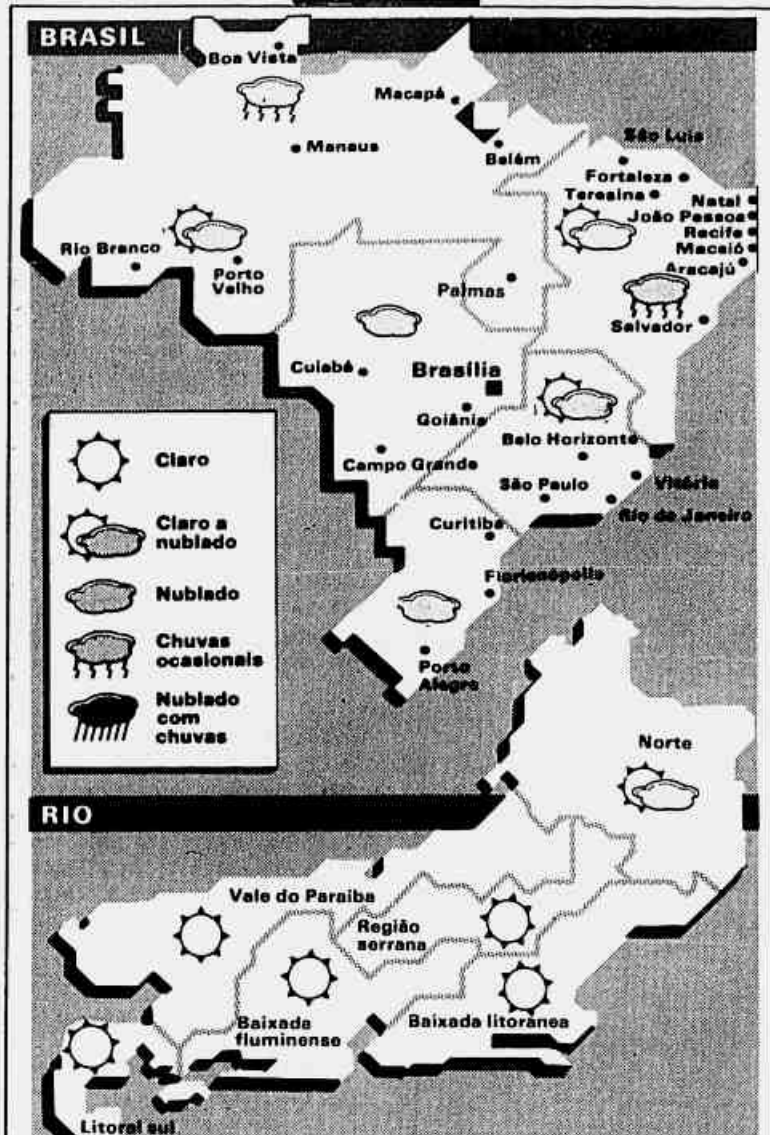 BRASIL
Boa Vista
Macapá
Manaus
Belém
São Luís
Fortaleza
Teresina
Natal
João Pessoa
Recife
Maceió
Aracajú
Rio Branco
Porto
Velho
Palmas
Salvador
Cuiabá
Brasília
Goiânia
Belo Horizonte
Campo Grande
São Paulo
Vitória
Rio de Janeiro
Curitiba
Florianópolis
Porto
Alegre
Claro
Claro a
nublado
Nublado
Chuvas
ocasionais
Nublado
com
chuvas
RIO
Norte
Vale do Paraíba
Região
serrana
Baixada
fluminense
Baixada litorânea
Litoral sul